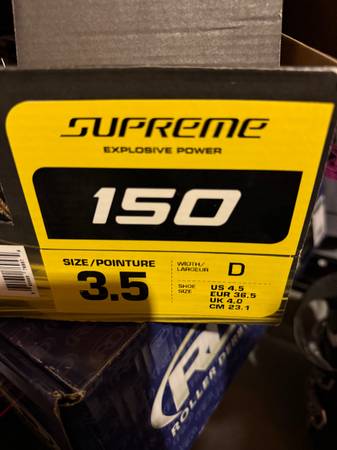 SUPREME
EXPLOSIVE POWER
150
SIZE/POINTURE
3.5
WIDTH/
LARGEUR
D
SHOE
SIZE
US 4.5
EUR 36.5
UK 4.0
CM 23.1
ROLLER DER